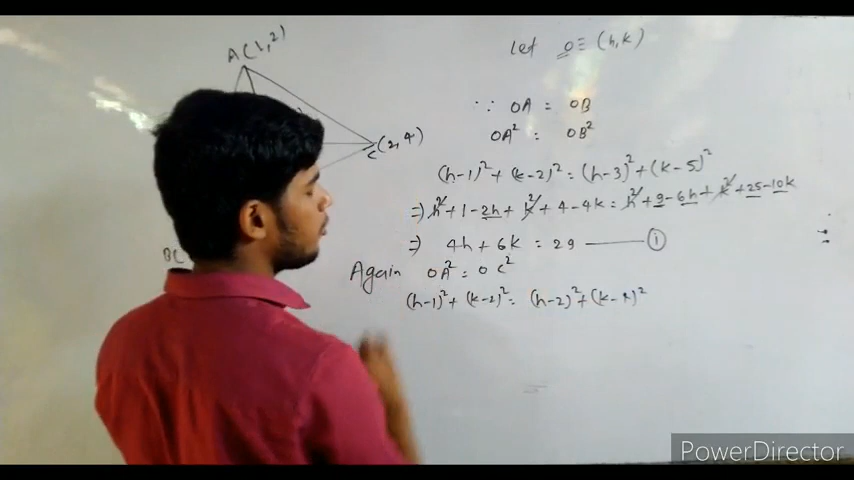 A(1,2)
C(2,4)
Let O ≡ (h,k)
∵ OA = OB
OA² = OB²
(h-1)² + (k-2)² = (h-3)² + (k-5)²
⇒ h² + 1 - 2h + k² + 4 - 4k = h² + 9 - 6h + k² + 25 - 10k
⇒ 4h + 6k = 29 ——— ①
Again OA² = OC²
(h-1)² + (k-2)² = (h-2)² + (k-4)²
PowerDirector